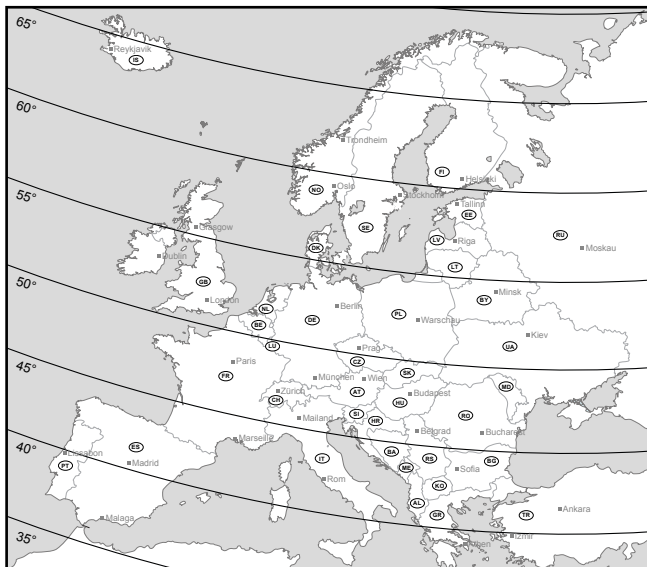 65°
Reykjavik
IS
60°
Trondheim
FI
Helsinki
NO
Oslo
Stockholm
Tallinn
EE
55°
Glasgow
SE
LV
Riga
RU
Moskau
DK
Dublin
LT
50°
GB
London
NL
Berlin
Minsk
BY
BE
DE
PL
Warschau
Kiev
LU
Prag
UA
45°
Paris
CZ
FR
München
Wien
SK
MD
Zürich
AT
Budapest
CH
HU
Mailand
SI
HR
RO
Belgrad
Bucharest
40°
Marseille
ES
Lissabon
PT
Madrid
IT
BA
RS
BG
ME
Sofia
Rom
KO
AL
Malaga
GR
TR
Ankara
35°
Izmir
Athen